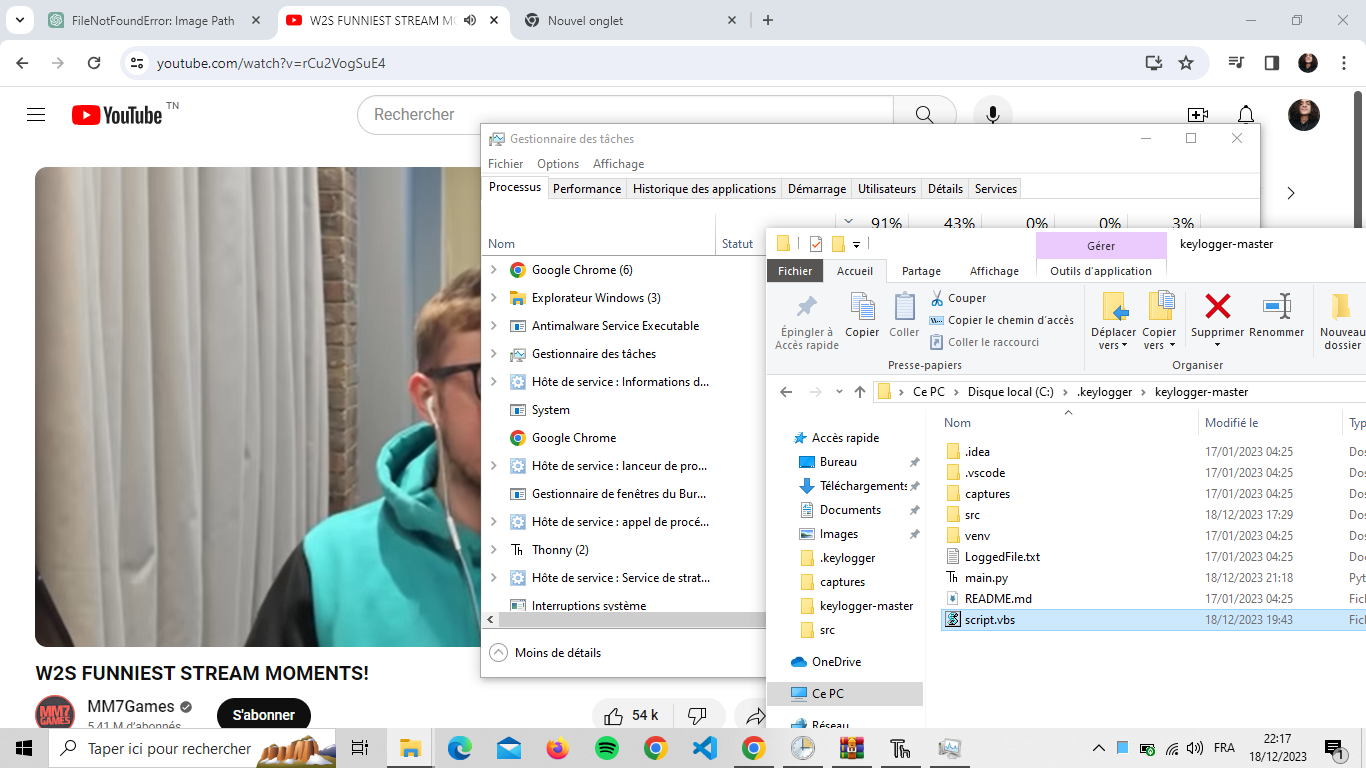 FileNotFoundError: Image Path
W2S FUNNIEST STREAM MO
Nouvel onglet
youtube.com/watch?v=rCu2VogSuE4
YouTube TN
Rechercher
Gestionnaire des tâches
Fichier Options Affichage
Processus Performance Historique des applications Démarrage Utilisateurs Détails Services
91% 43% 0% 0% 3%
Nom Statut
Google Chrome (6)
Explorateur Windows (3)
Antimalware Service Executable
Gestionnaire des tâches
Hôte de service : Informations d...
System
Google Chrome
Hôte de service : lanceur de pro...
Gestionnaire de fenêtres du Bur...
Hôte de service : appel de procé...
Thonny (2)
Hôte de service : Service de strat...
Interruptions système
Moins de détails
Gérer keylogger-master
Fichier Accueil Partage Affichage Outils d'application
Épingler à
Accès rapide
Copier
Coller
Couper
Copier le chemin d'accès
Coller le raccourci
Presse-papiers
Déplacer
vers
Copier
vers
Supprimer
Renommer
Organiser
Nouveau
dossier
Ce PC > Disque local (C:) > .keylogger > keylogger-master
Accès rapide
Bureau
Téléchargements
Documents
Images
.keylogger
captures
keylogger-master
src
OneDrive
Ce PC
Réseau
Nom Modifié le Typ
.idea 17/01/2023 04:25 Dos
.vscode 17/01/2023 04:25 Dos
captures 17/01/2023 04:25 Dos
src 18/12/2023 17:29 Dos
venv 17/01/2023 04:25 Dos
LoggedFile.txt 17/01/2023 04:25 Doc
main.py 18/12/2023 21:18 Pyt
README.md 17/01/2023 04:25 Fich
script.vbs 18/12/2023 19:43 Fich
W2S FUNNIEST STREAM MOMENTS!
MM7 GAMES
MM7Games
5,41 M d'abonnés
S'abonner
54 k
Taper ici pour rechercher
FRA
22:17
18/12/2023
1